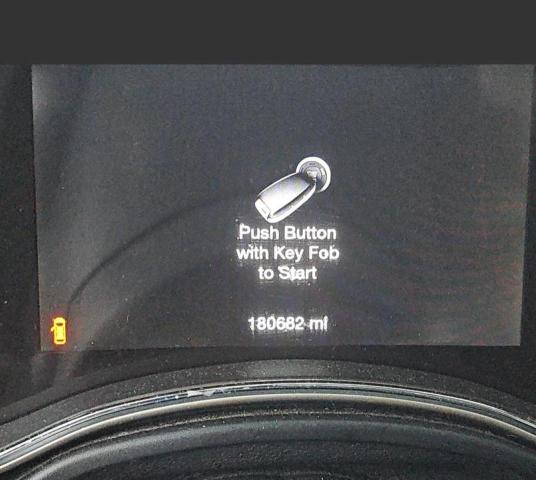 Push Button
with Key Fob
to Start
180682 mi